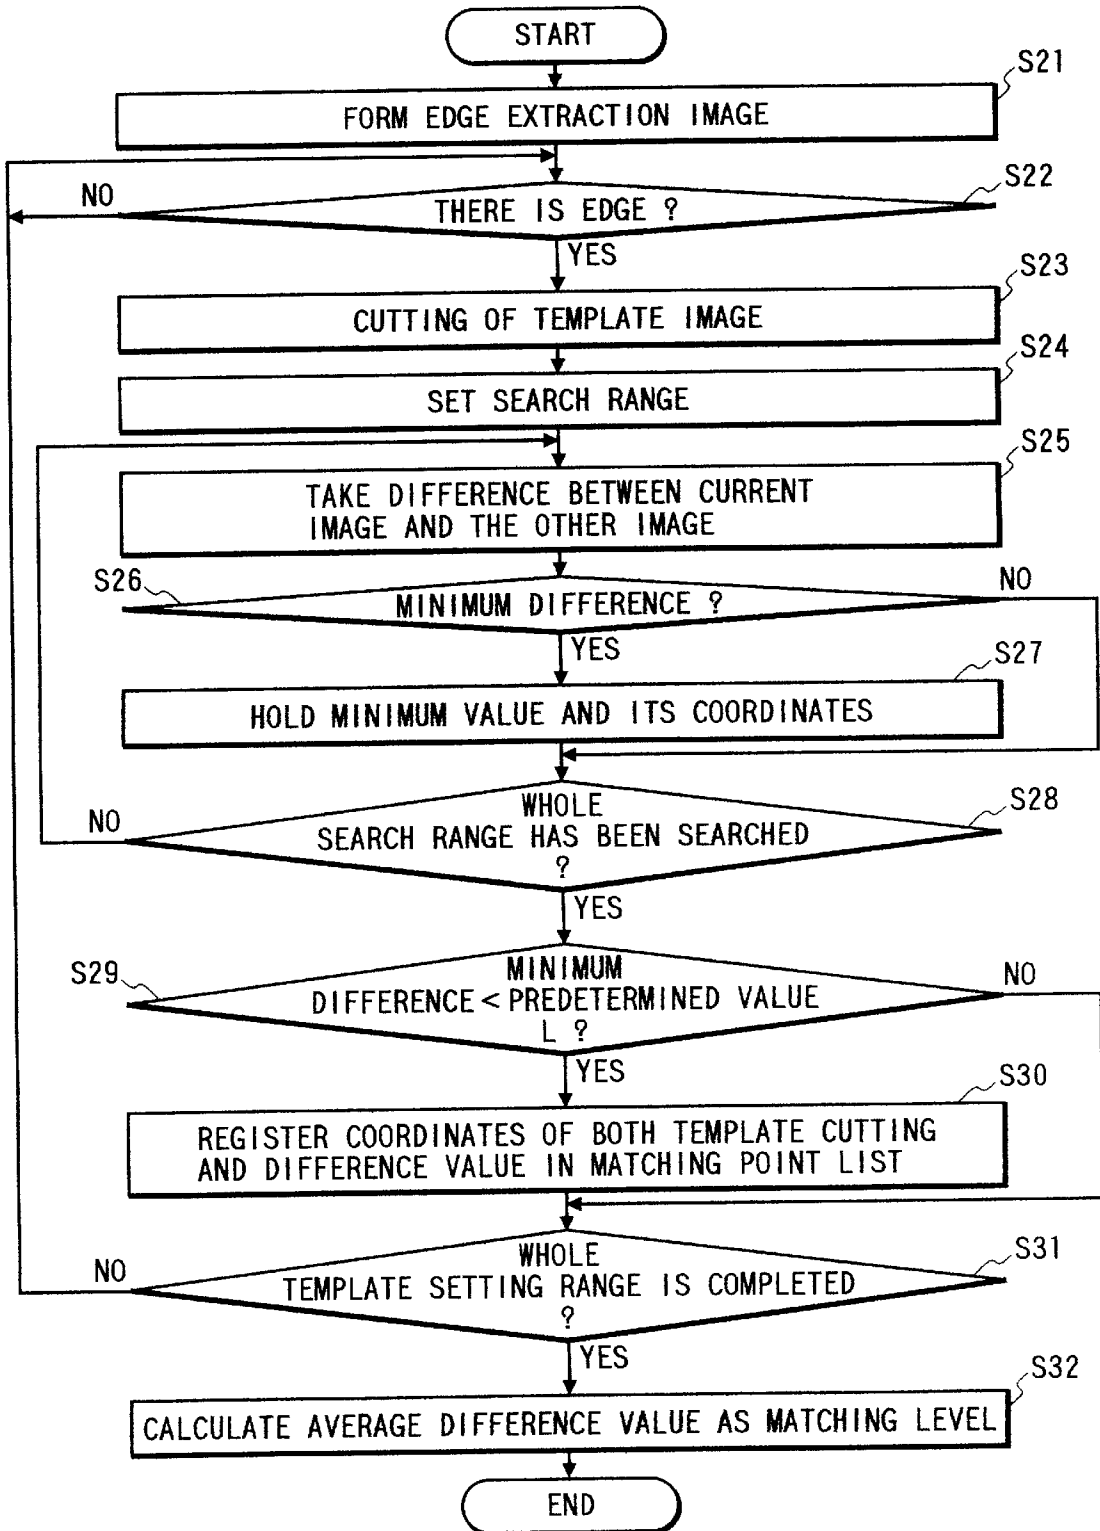 START
S21
FORM EDGE EXTRACTION IMAGE
S22
NO
THERE IS EDGE ?
YES
S23
CUTTING OF TEMPLATE IMAGE
S24
SET SEARCH RANGE
S25
TAKE DIFFERENCE BETWEEN CURRENT
IMAGE AND THE OTHER IMAGE
S26
NO
MINIMUM DIFFERENCE ?
YES
S27
HOLD MINIMUM VALUE AND ITS COORDINATES
WHOLE
S28
NO
SEARCH RANGE HAS BEEN SEARCHED
?
YES
S29
MINIMUM
NO
DIFFERENCE < PREDETERMINED VALUE
L ?
YES
S30
REGISTER COORDINATES OF BOTH TEMPLATE CUTTING
AND DIFFERENCE VALUE IN MATCHING POINT LIST
WHOLE
S31
NO
TEMPLATE SETTING RANGE IS COMPLETED
?
YES
S32
CALCULATE AVERAGE DIFFERENCE VALUE AS MATCHING LEVEL
END